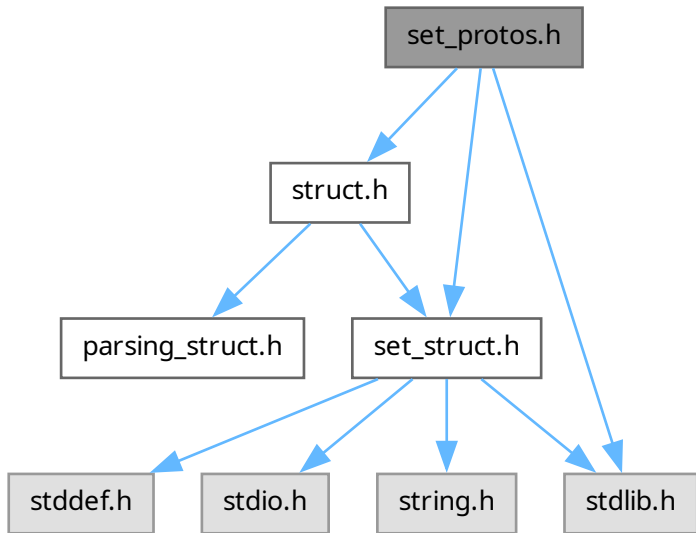 set_protos.h
struct.h
parsing_struct.h
set_struct.h
stddef.h
stdio.h
string.h
stdlib.h